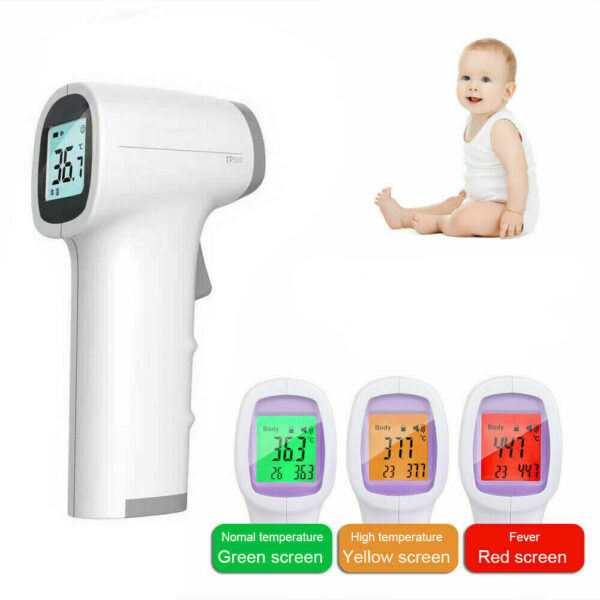 36.7
°C
TP500
Body
36.3
°C
26 36.3
Body
37.7
°C
23 37.7
Body
44.7
°C
23 44.7
Nomal temperature
Green screen
High temperature
Yellow screen
Fever
Red screen